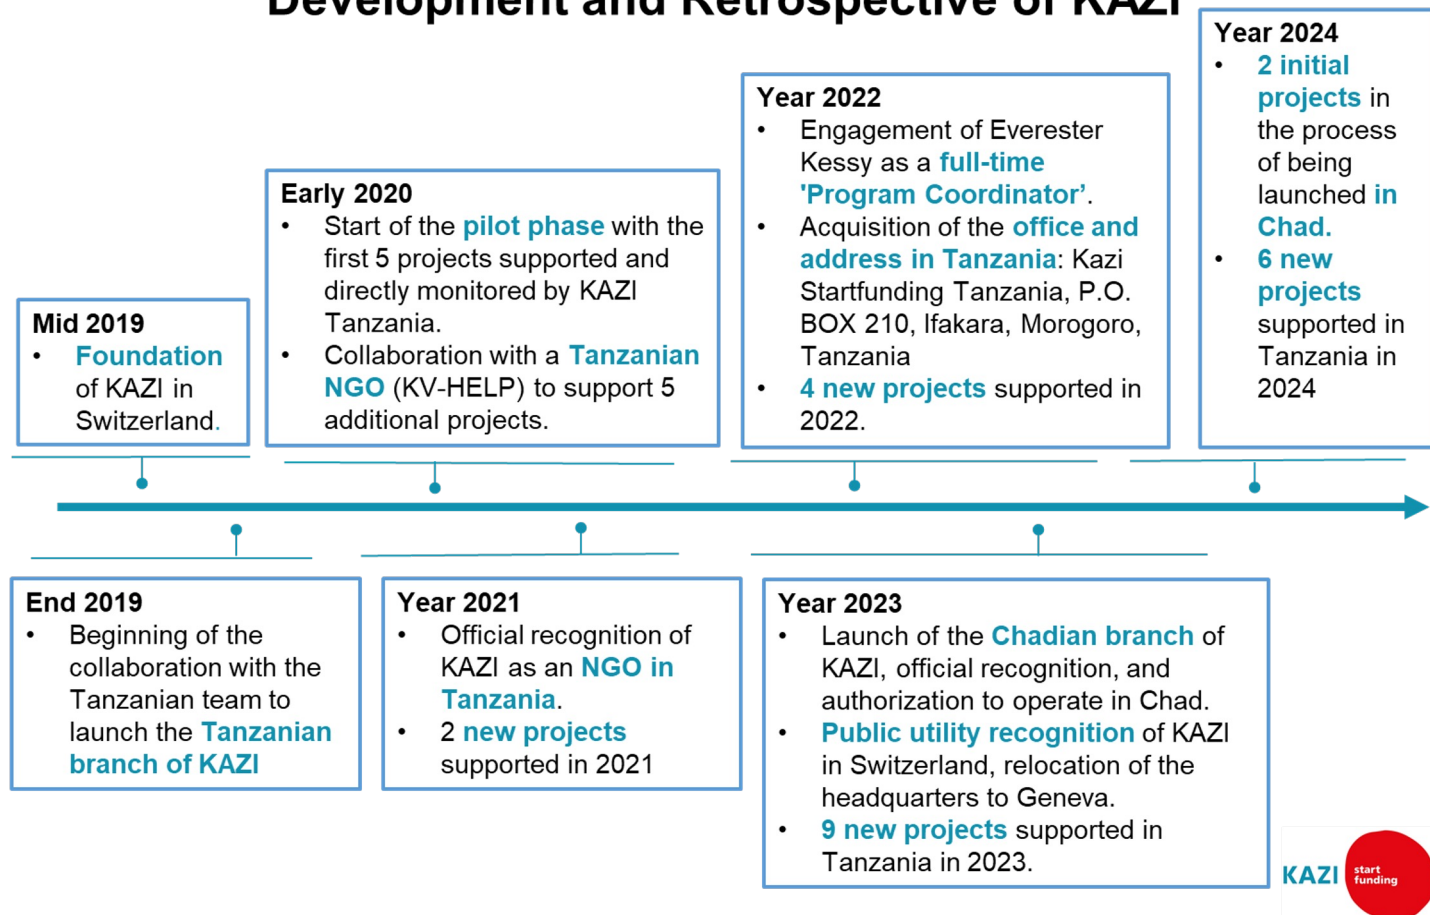 Development and Retrospective of KAZI
Mid 2019
• Foundation
of KAZI in
Switzerland.
Early 2020
• Start of the pilot phase with the
first 5 projects supported and
directly monitored by KAZI
Tanzania.
• Collaboration with a Tanzanian
NGO (KV-HELP) to support 5
additional projects.
Year 2022
• Engagement of Everester
Kessy as a full-time
'Program Coordinator’.
• Acquisition of the office and
address in Tanzania: Kazi
Startfunding Tanzania, P.O.
BOX 210, Ifakara, Morogoro,
Tanzania
• 4 new projects supported in
2022.
Year 2024
• 2 initial
projects in
the process
of being
launched in
Chad.
• 6 new
projects
supported in
Tanzania in
2024
End 2019
• Beginning of the
collaboration with the
Tanzanian team to
launch the Tanzanian
branch of KAZI
Year 2021
• Official recognition of
KAZI as an NGO in
Tanzania.
• 2 new projects
supported in 2021
Year 2023
• Launch of the Chadian branch of
KAZI, official recognition, and
authorization to operate in Chad.
• Public utility recognition of KAZI
in Switzerland, relocation of the
headquarters to Geneva.
• 9 new projects supported in
Tanzania in 2023.
KAZI
start
funding